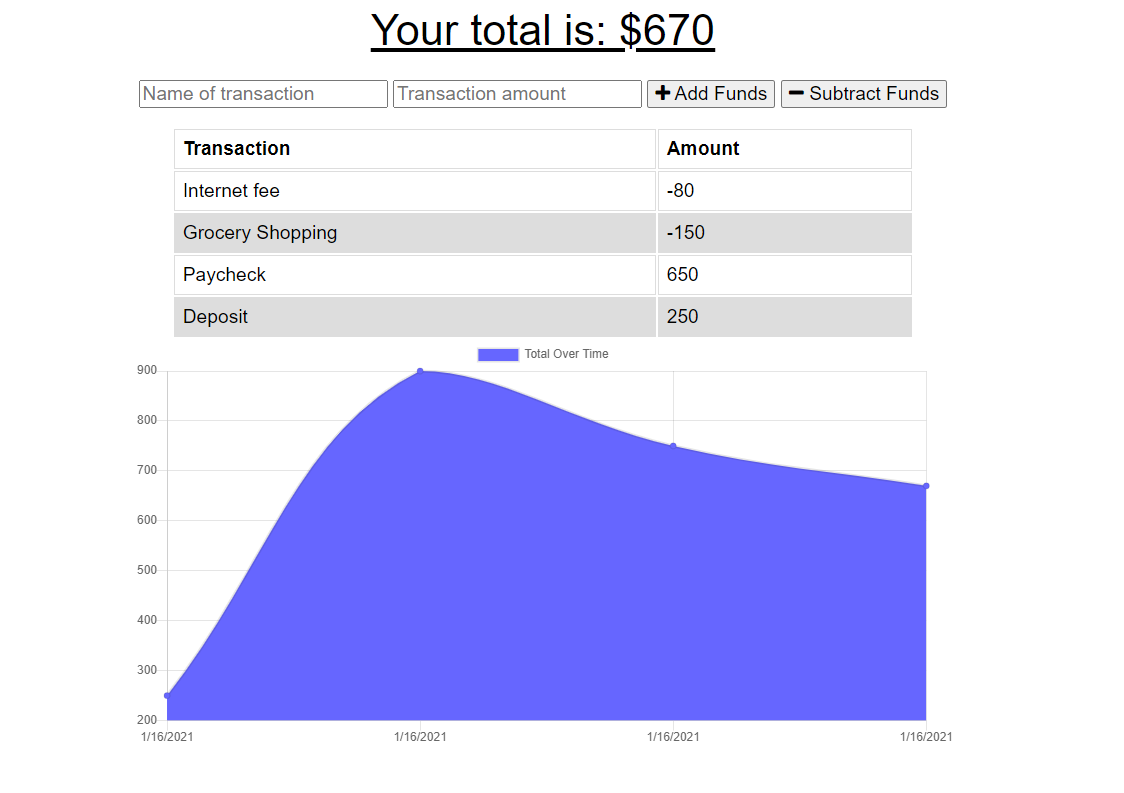 Your total is: $670
Name of transaction Transaction amount Add Funds Subtract Funds
Transaction Amount
Internet fee -80
Grocery Shopping -150
Paycheck 650
Deposit 250
Total Over Time
900
800
700
600
500
400
300
200
1/16/2021 1/16/2021 1/16/2021 1/16/2021